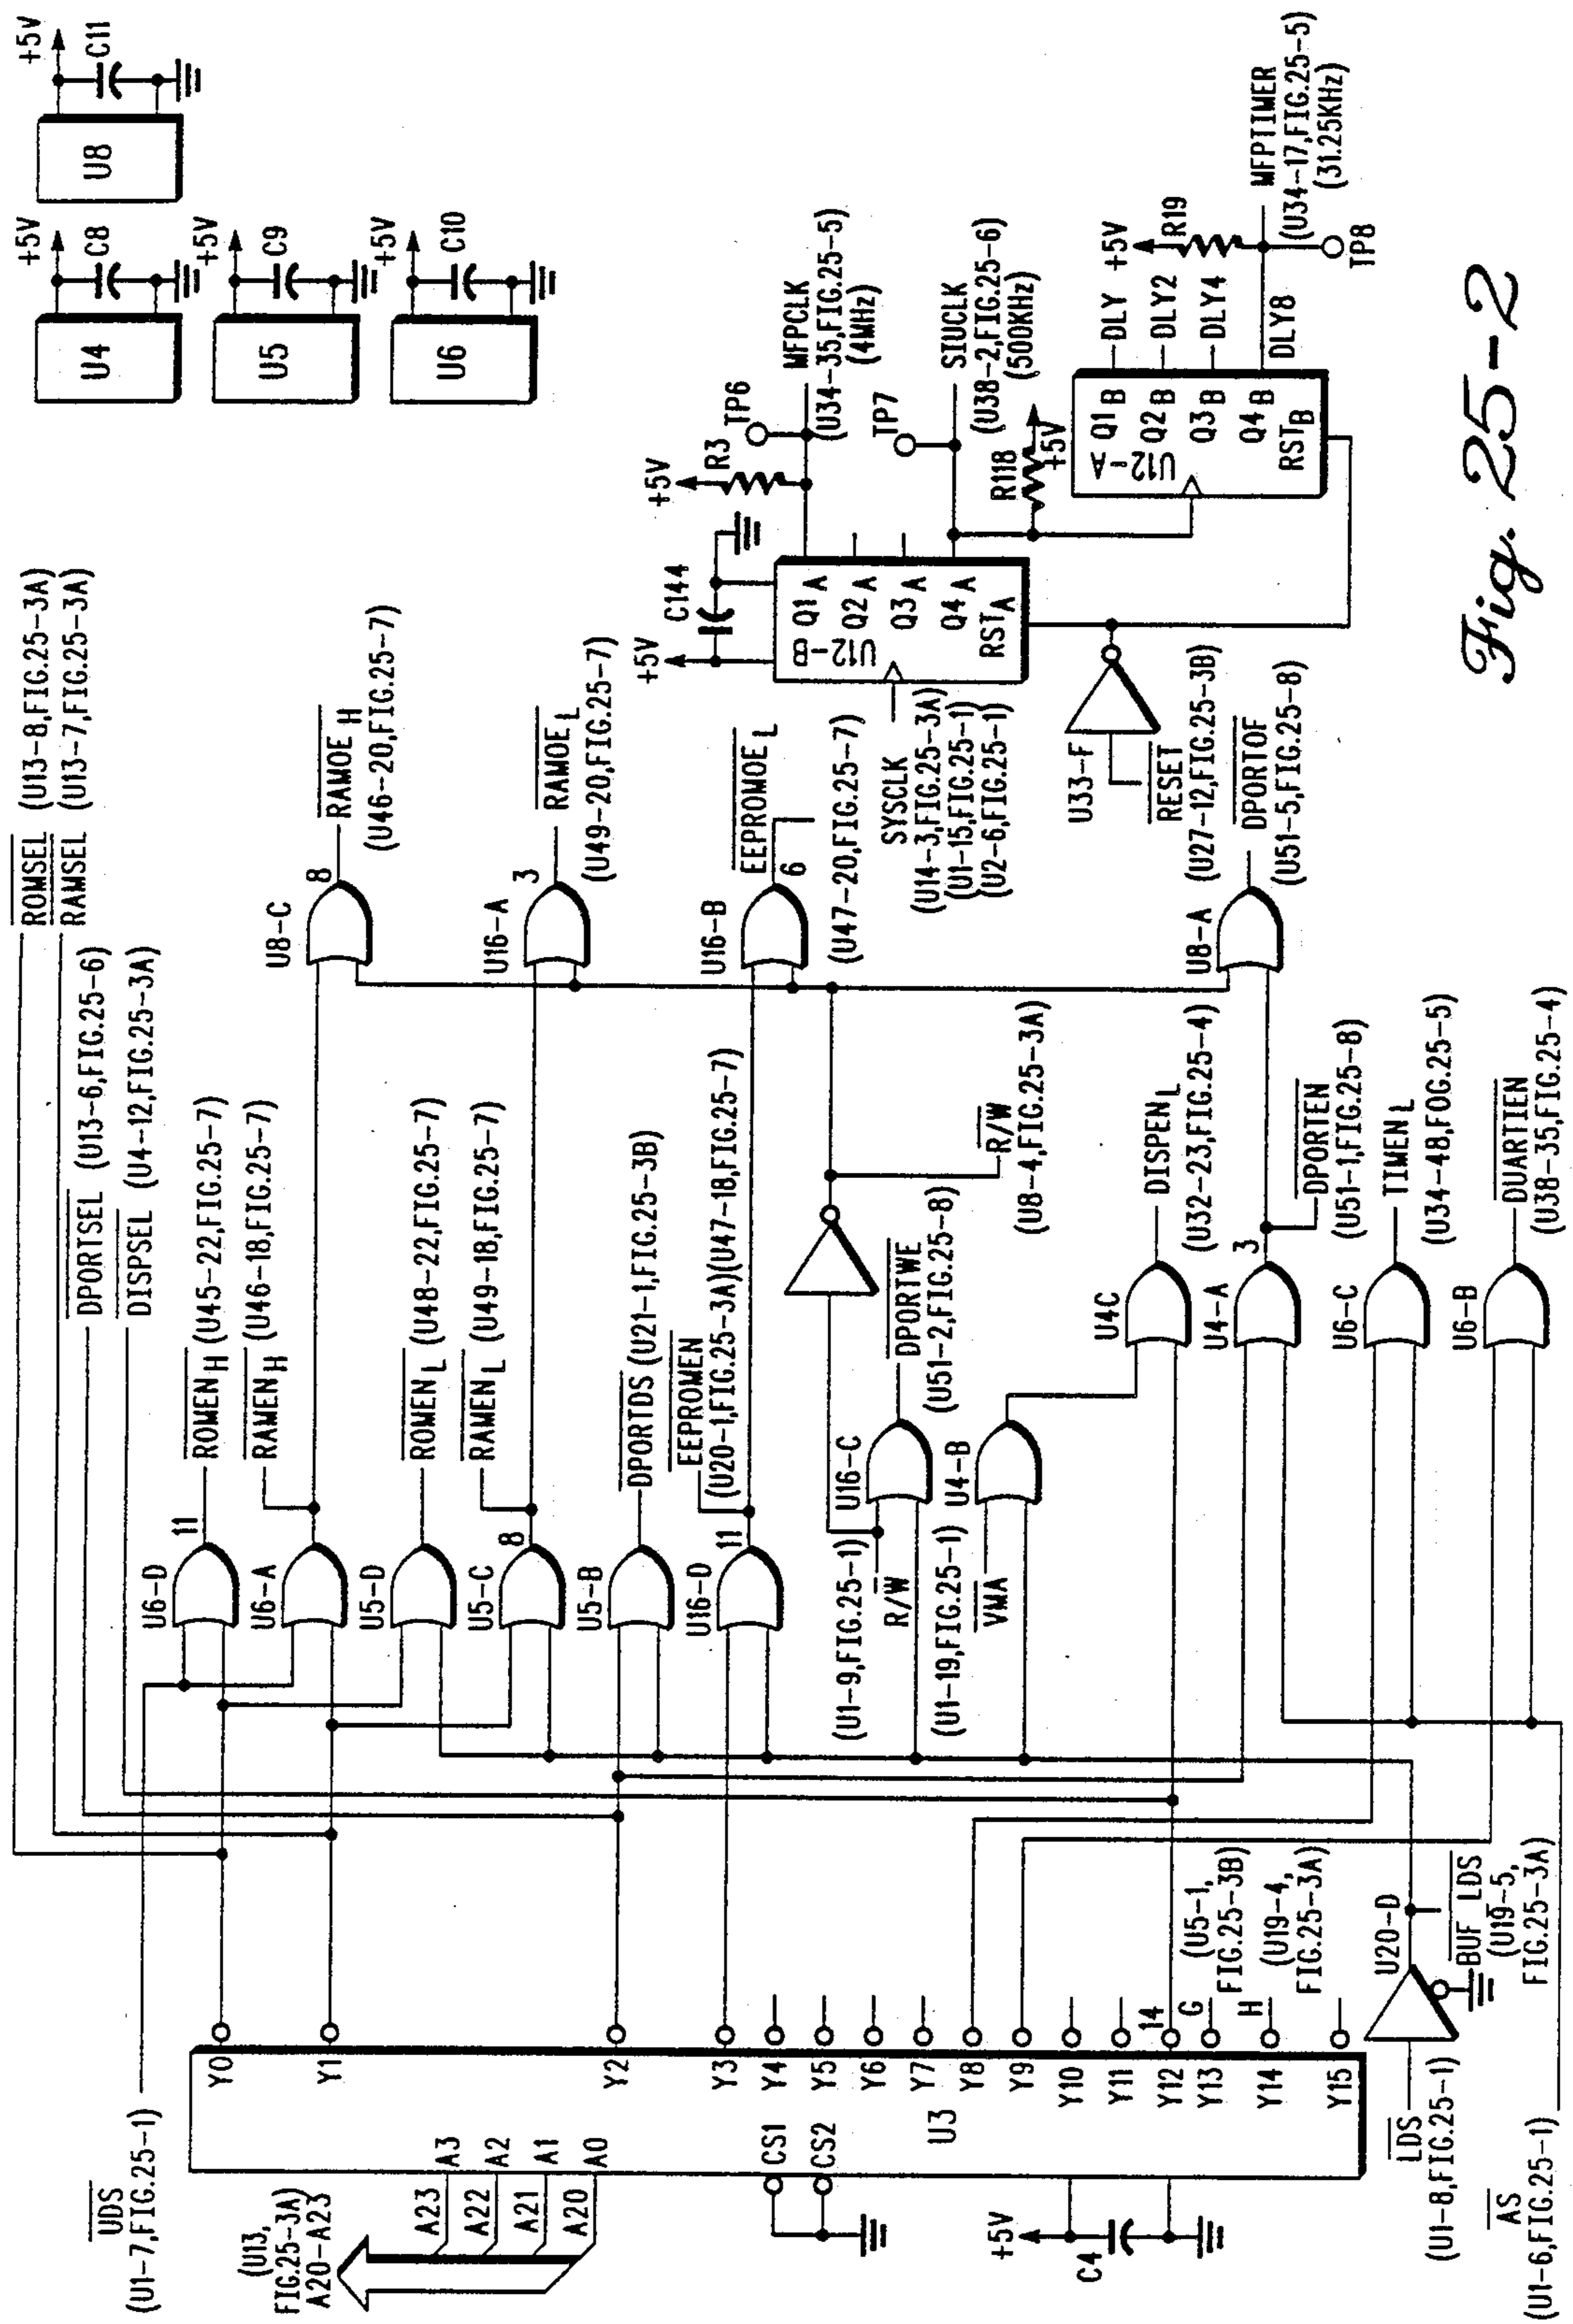 ROMSEL (U13-8,FIG.25-3A)
RAMSEL (U13-7,FIG.25-3A)
DPORTSEL (U13-6,FIG.25-6)
DISPSEL (U4-12,FIG.25-3A)
UDS
(U1-7,FIG.25-1)
(U13,
FIG.25-3A)
A20-A23
A23
A22
A21
A20
A3
A2
A1
A0
CS1
CS2
U3
+5V
C4
Y0
Y1
Y2
Y3
Y4
Y5
Y6
Y7
Y8
Y9
Y10
Y11
Y12
14
Y13
G
(U5-1,
FIG.25-3B)
Y14
H
(U19-4,
FIG.25-3A)
Y15
LDS
(U1-8,FIG.25-1)
U20-D
BUF LDS
(U19-5,
FIG.25-3A)
AS
(U1-6,FIG.25-1)
U6-D
11
ROMEN H (U45-22,FIG.25-7)
U6-A
RAMEN H (U46-18,FIG.25-7)
U5-D
ROMEN L (U48-22,FIG.25-7)
U5-C
8
RAMEN L (U49-18,FIG.25-7)
U5-B
DPORTDS (U21-1,FIG.25-3B)
U16-D
11
EEPROMEN
(U20-1,FIG.25-3A)(U47-18,FIG.25-7)
(U1-9,FIG.25-1)
R/W
U16-C
DPORTWE
(U51-2,FIG.25-8)
(U1-19,FIG.25-1)
VMA
U4-B
R/W
(U8-4,FIG.25-3A)
U4C
DISPEN L
(U32-23,FIG.25-4)
U4-A
3
DPORTEN
(U51-1,FIG.25-8)
U6-C
TIMEN L
(U34-48,FOG.25-5)
U6-B
DUARTIEN
(U38-35,FIG.25-4)
U8-C
8
RAMOE H
(U46-20,FIG.25-7)
U16-A
3
RAMOE L
(U49-20,FIG.25-7)
U16-B
6
EEPROMOE L
(U47-20,FIG.25-7)
U8-A
DPORTOF
(U51-5,FIG.25-8)
SYSCLK
(U14-3,FIG.25-3A)
(U1-15,FIG.25-1)
(U2-6,FIG.25-1)
U33-F
RESET
(U27-12,FIG.25-3B)
+5V
C144
U12-B
Q1 A
Q2 A
Q3 A
Q4 A
RST A
+5V
R3
TP6
MFPCLK
(U34-35,FIG.25-5)
(4MHz)
TP7
SIUCLK
(U38-2,FIG.25-6)
(500KHz)
R118
+5V
U12-A
Q1 B
Q2 B
Q3 B
Q4 B
RST B
DLY
DLY2
DLY4
DLY8
+5V
R19
TP8
MFPTIMER
(U34-17,FIG.25-5)
(31.25KHz)
U4
+5V
C8
U5
+5V
C9
U6
+5V
C10
U8
+5V
C11
Fig. 25-2